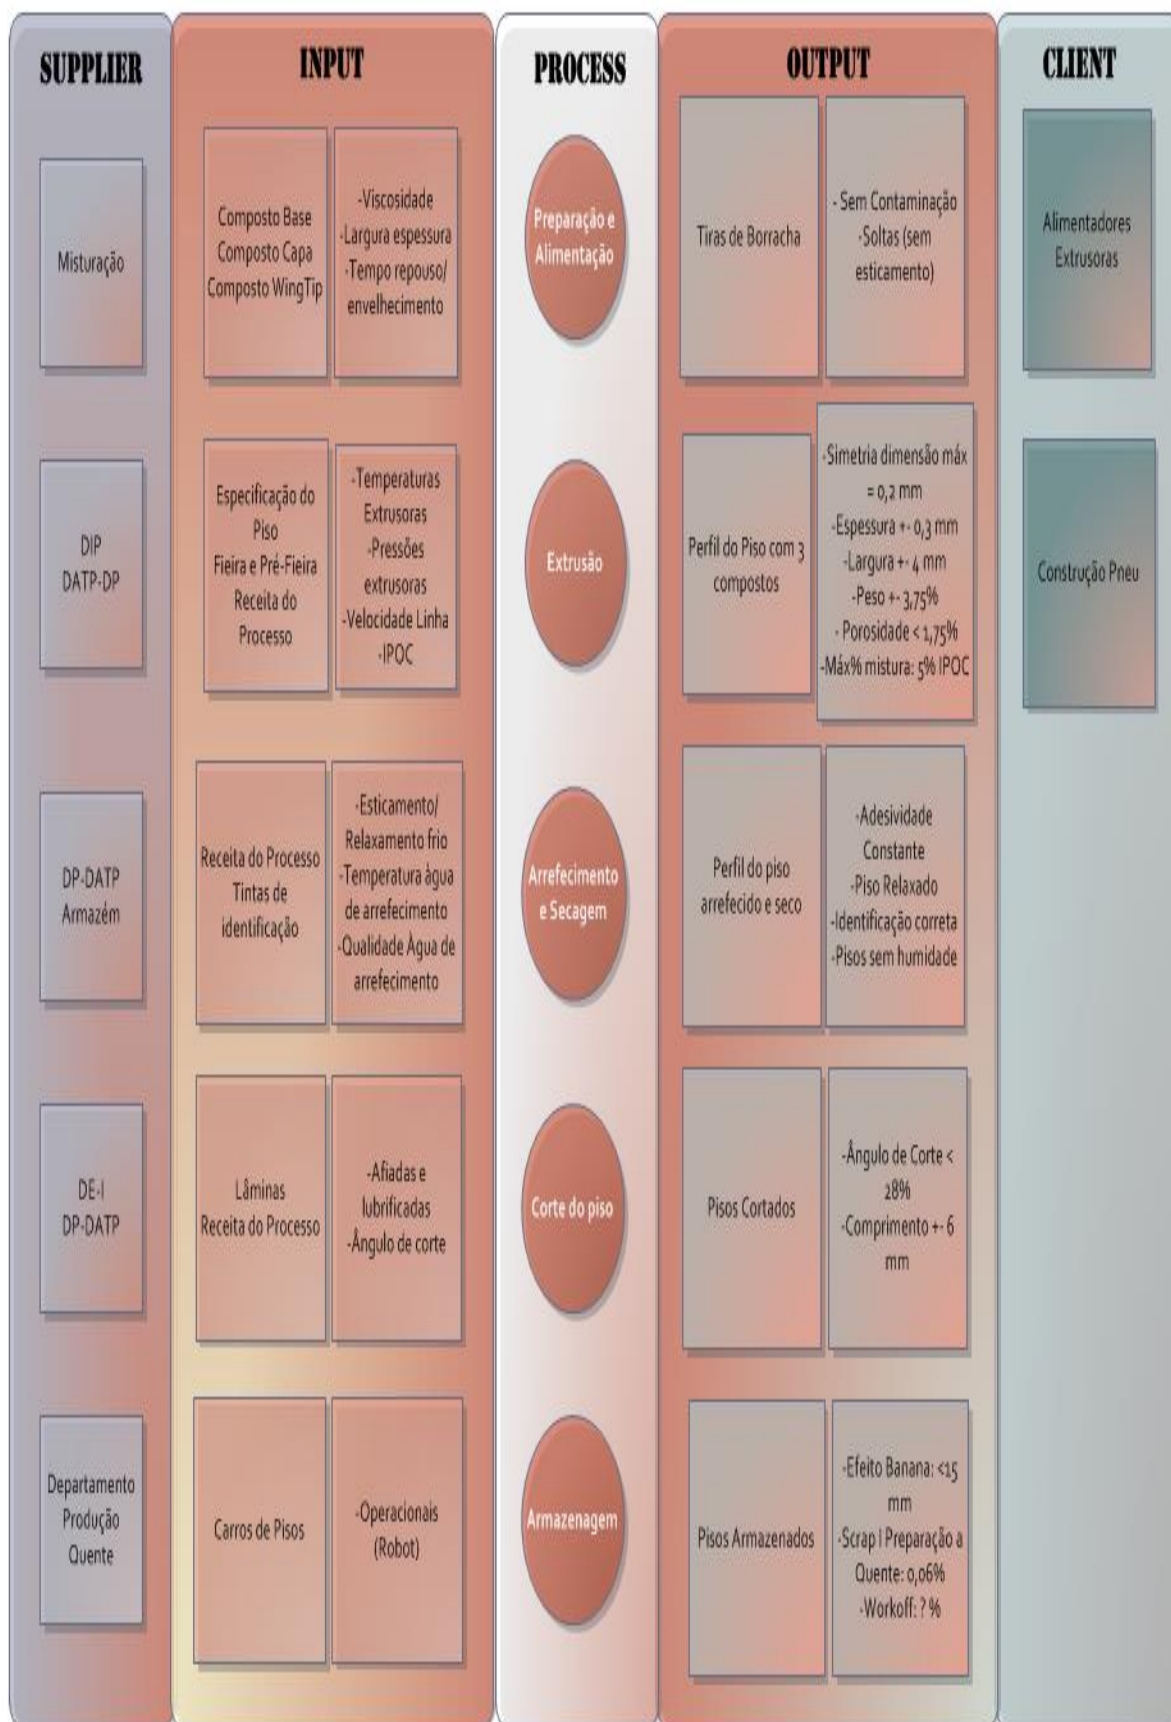 SUPPLIER
INPUT
PROCESS
OUTPUT
CLIENT
Misturação
Composto Base
Composto Capa
Composto WingTip
-Viscosidade
-Largura espessura
-Tempo repouso/
envelhecimento
Preparação e
Alimentação
Tiras de Borracha
- Sem Contaminação
-Soltas (sem
esticamento)
Alimentadores
Extrusoras
DIP
DATP-DP
Especificação do
Piso
Fieira e Pré-Fieira
Receita do
Processo
-Temperaturas
Extrusoras
-Pressões
extrusoras
-Velocidade Linha
-IPOC
Extrusão
Perfil do Piso com 3
compostos
-Simetria dimensão máx
= 0,2 mm
-Espessura +- 0,3 mm
-Largura +- 4 mm
-Peso +- 3,75%
- Porosidade < 1,75%
-Máx% mistura: 5% IPOC
Construção Pneu
DP-DATP
Armazém
Receita do Processo
Tintas de
identificação
-Esticamento/
Relaxamento frio
-Temperatura àgua
de arrefecimento
-Qualidade Àgua de
arrefecimento
Arrefecimento
e Secagem
Perfil do piso
arrefecido e seco
-Adesividade
Constante
-Piso Relaxado
-Identificação correta
-Pisos sem humidade
DE-I
DP-DATP
Lâminas
Receita do Processo
-Afiadas e
lubrificadas
-Ângulo de corte
Corte do piso
Pisos Cortados
-Ângulo de Corte <
28%
-Comprimento +- 6
mm
Departamento
Produção
Quente
Carros de Pisos
-Operacionais
(Robot)
Armazenagem
Pisos Armazenados
-Efeito Banana: <15
mm
-Scrap I Preparação a
Quente: 0,06%
-Workoff: ? %